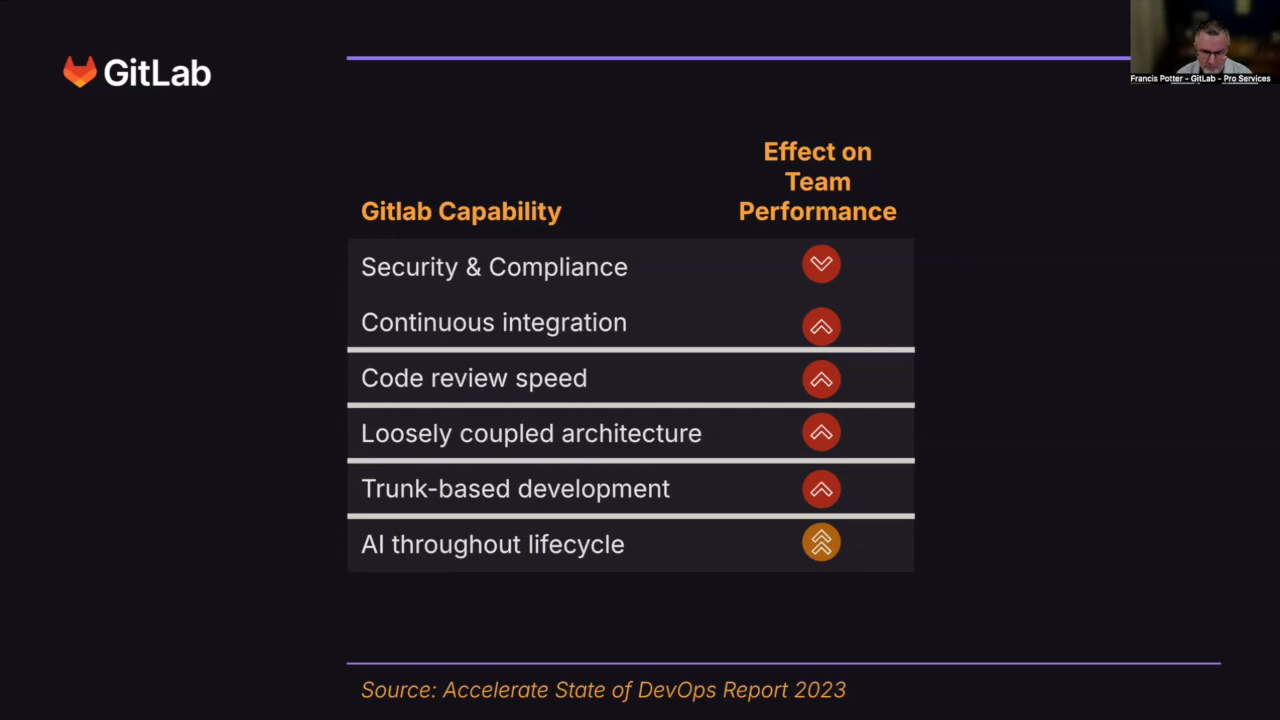 GitLab
Francis Potter - GitLab - Pro Services
Effect on
Team
Gitlab Capability Performance
Security & Compliance
Continuous integration
Code review speed
Loosely coupled architecture
Trunk-based development
AI throughout lifecycle
Source: Accelerate State of DevOps Report 2023